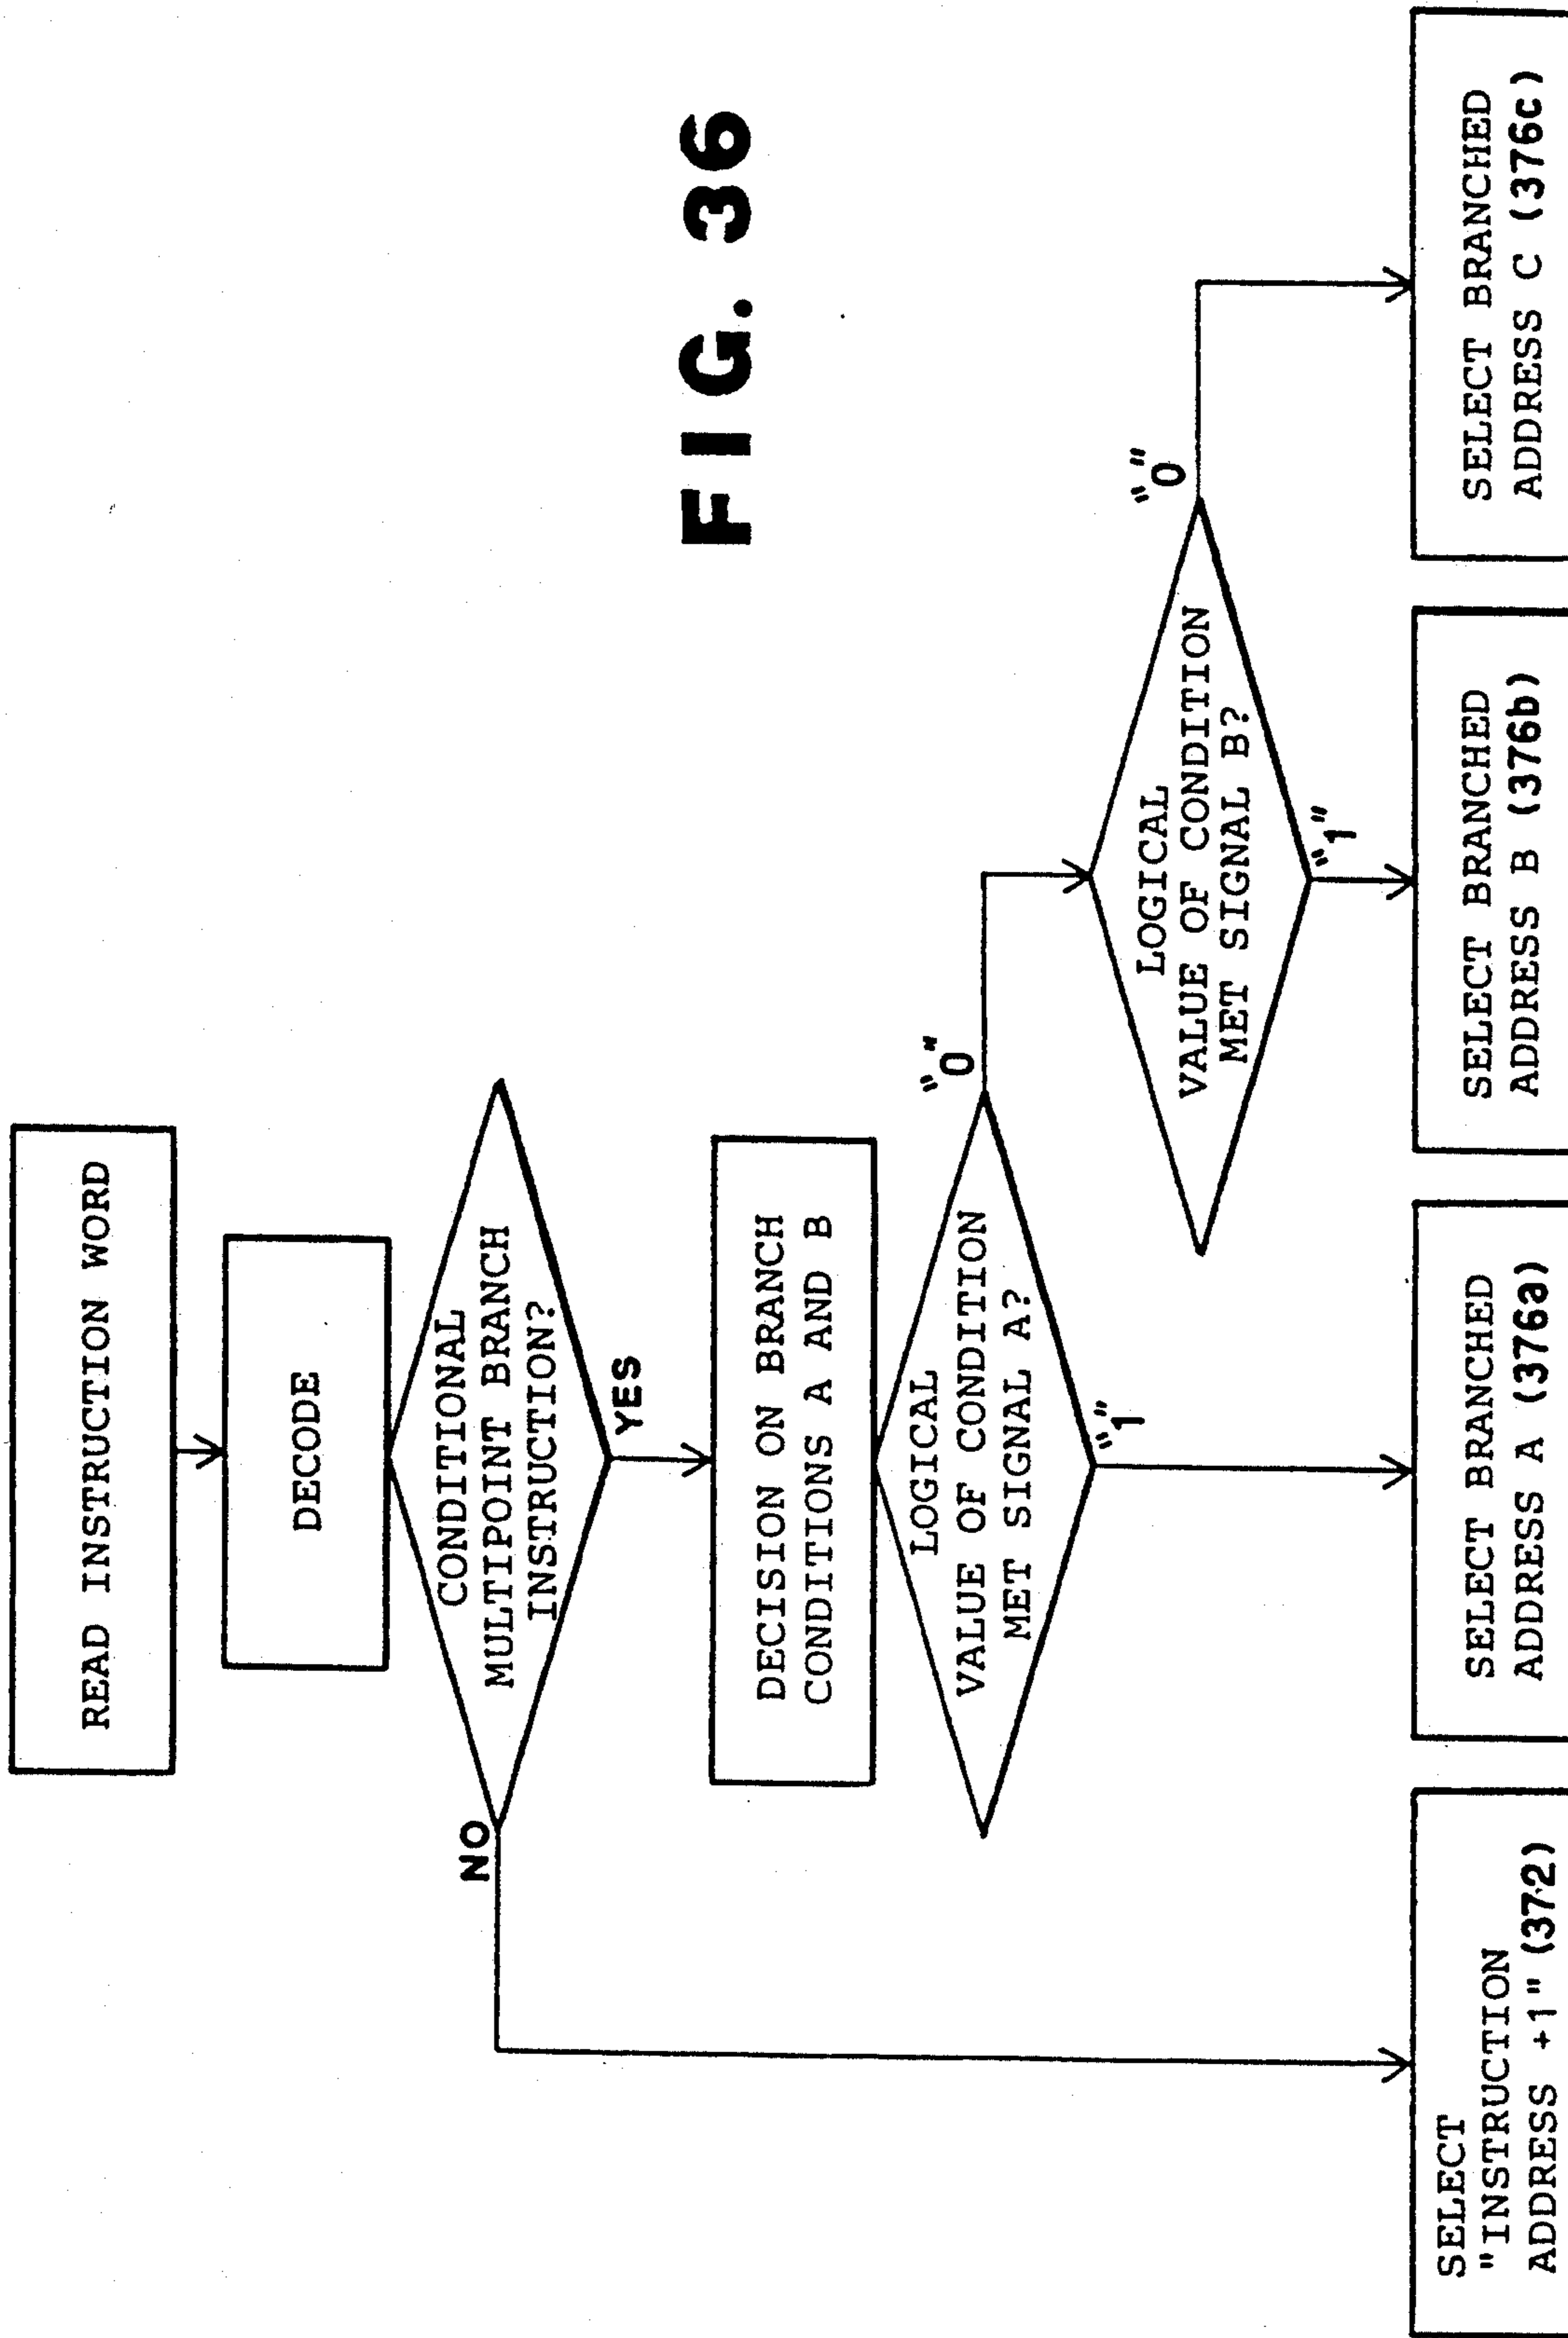 FIG. 36
READ INSTRUCTION WORD
DECODE
CONDITIONAL
MULTIPOINT BRANCH
INSTRUCTION?
NO
YES
DECISION ON BRANCH
CONDITIONS A AND B
LOGICAL
VALUE OF CONDITION
MET SIGNAL A?
"0"
"1"
LOGICAL
VALUE OF CONDITION
MET SIGNAL B?
"0"
"1"
SELECT
"INSTRUCTION
ADDRESS +1" (372)
SELECT BRANCHED
ADDRESS A (376a)
SELECT BRANCHED
ADDRESS B (376b)
SELECT BRANCHED
ADDRESS C (376c)